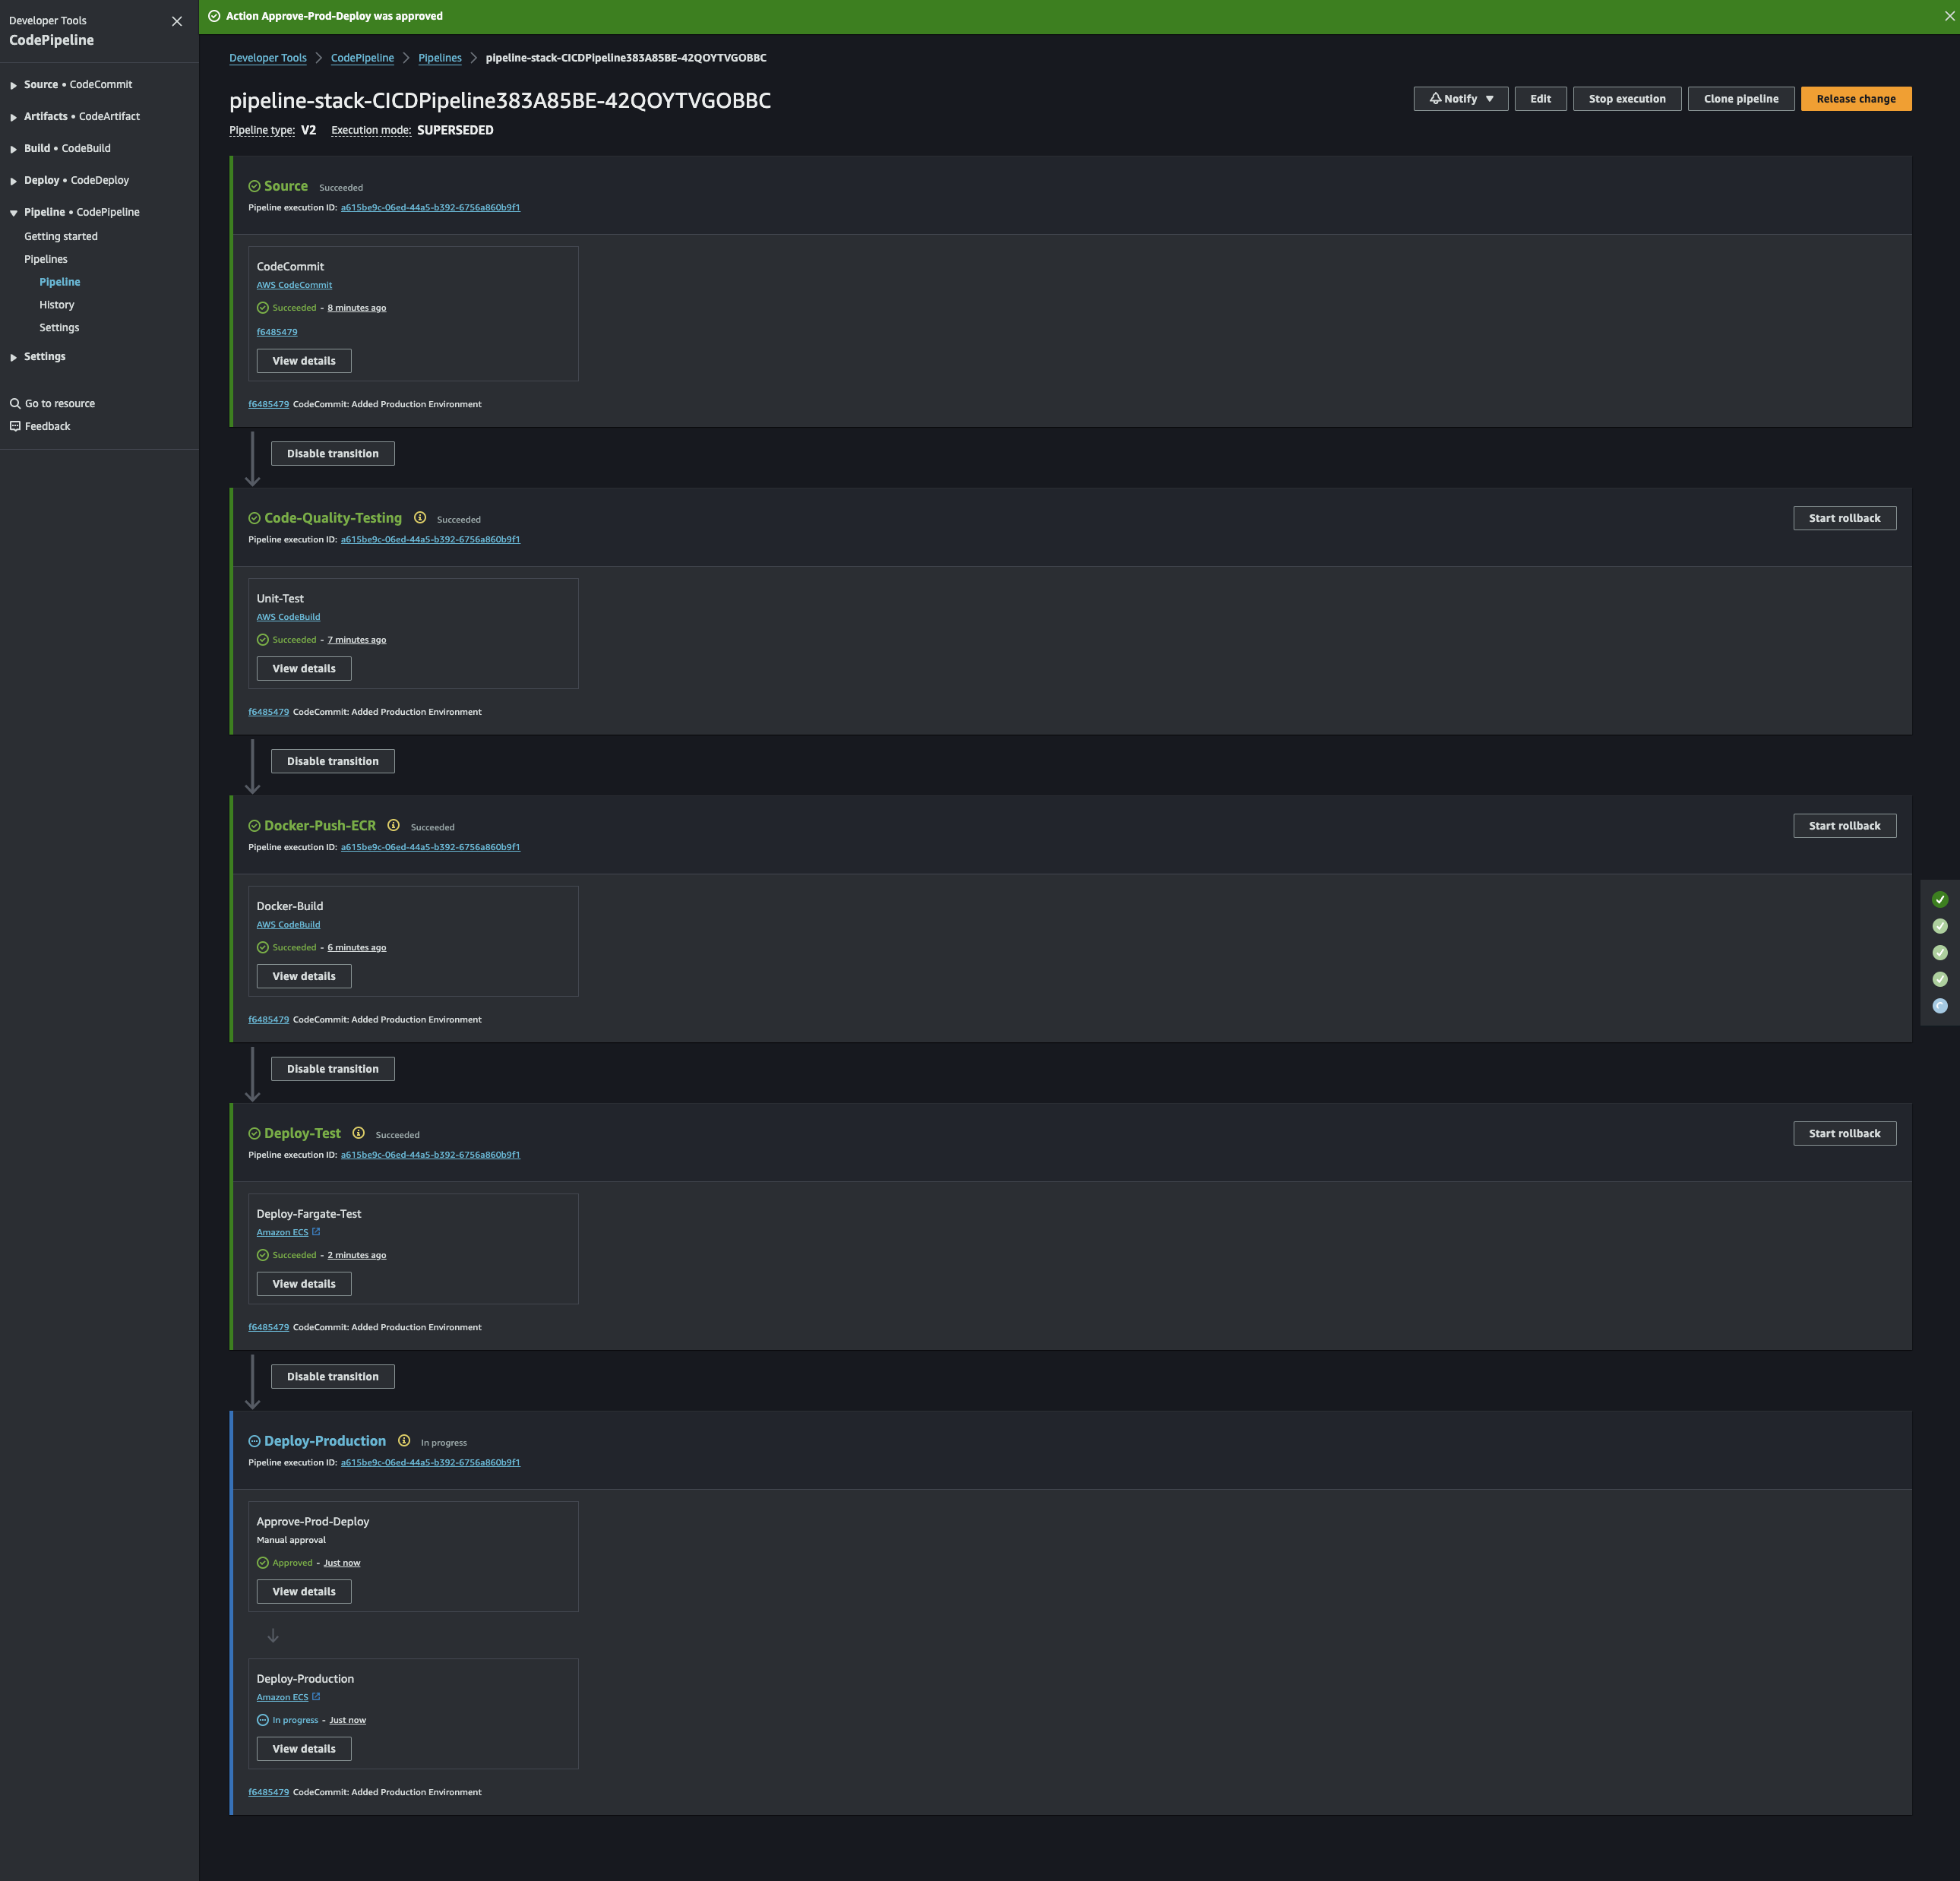 Developer Tools
CodePipeline
Source • CodeCommit
Artifacts • CodeArtifact
Build • CodeBuild
Deploy • CodeDeploy
Pipeline • CodePipeline
Getting started
Pipelines
Pipeline
History
Settings
Settings
Go to resource
Feedback
Action Approve-Prod-Deploy was approved
Developer Tools CodePipeline Pipelines pipeline-stack-CICDPipeline383A85BE-42QOYTVGOBBC
pipeline-stack-CICDPipeline383A85BE-42QOYTVGOBBC
Notify Edit Stop execution Clone pipeline Release change
Pipeline type: V2 Execution mode: SUPERSEDED
Source Succeeded
Pipeline execution ID: a615be9c-06ed-44a5-b392-6756a860b9f1
CodeCommit
AWS CodeCommit
Succeeded - 8 minutes ago
f6485479
View details
f6485479 CodeCommit: Added Production Environment
Disable transition
Code-Quality-Testing Succeeded
Start rollback
Pipeline execution ID: a615be9c-06ed-44a5-b392-6756a860b9f1
Unit-Test
AWS CodeBuild
Succeeded - 7 minutes ago
View details
f6485479 CodeCommit: Added Production Environment
Disable transition
Docker-Push-ECR Succeeded
Start rollback
Pipeline execution ID: a615be9c-06ed-44a5-b392-6756a860b9f1
Docker-Build
AWS CodeBuild
Succeeded - 6 minutes ago
View details
f6485479 CodeCommit: Added Production Environment
Disable transition
Deploy-Test Succeeded
Start rollback
Pipeline execution ID: a615be9c-06ed-44a5-b392-6756a860b9f1
Deploy-Fargate-Test
Amazon ECS
Succeeded - 2 minutes ago
View details
f6485479 CodeCommit: Added Production Environment
Disable transition
Deploy-Production In progress
Pipeline execution ID: a615be9c-06ed-44a5-b392-6756a860b9f1
Approve-Prod-Deploy
Manual approval
Approved - Just now
View details
Deploy-Production
Amazon ECS
In progress - Just now
View details
f6485479 CodeCommit: Added Production Environment